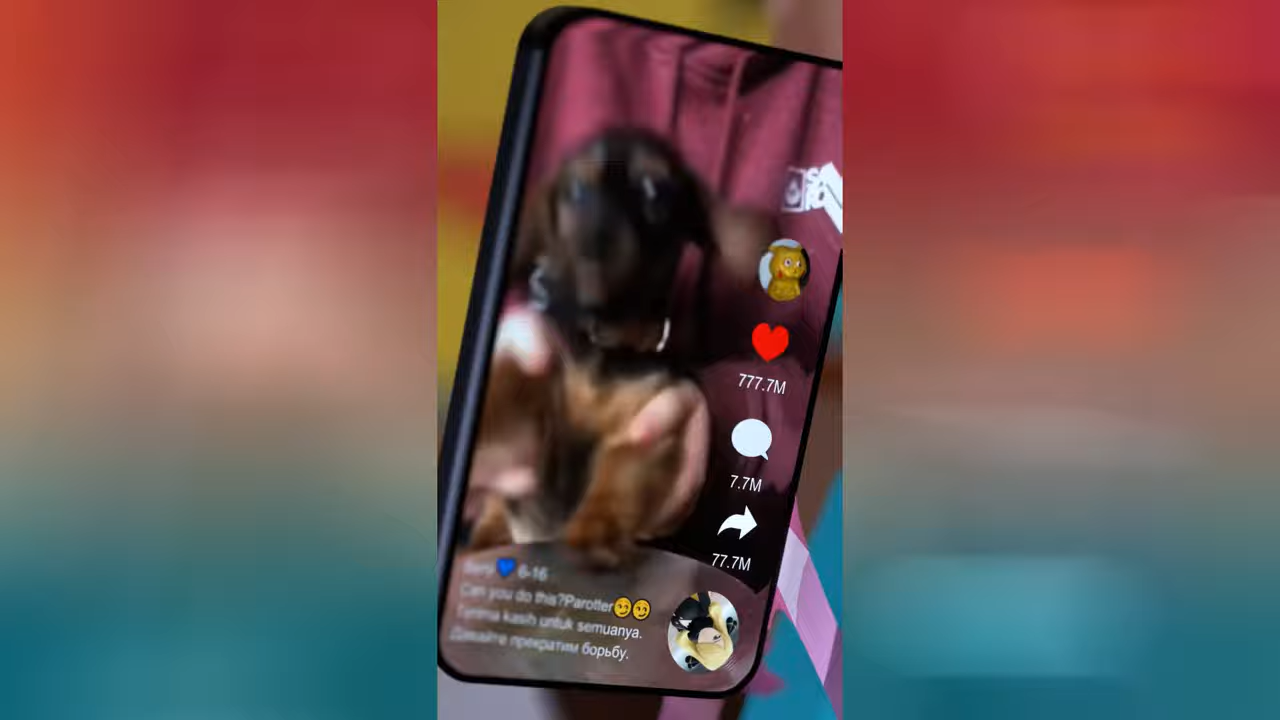 777.7M
7.7M
77.7M
6-16
Can you do this?Parotter😏😏
Terima kasih untuk semuanya.
Давайте прекратим борьбу.